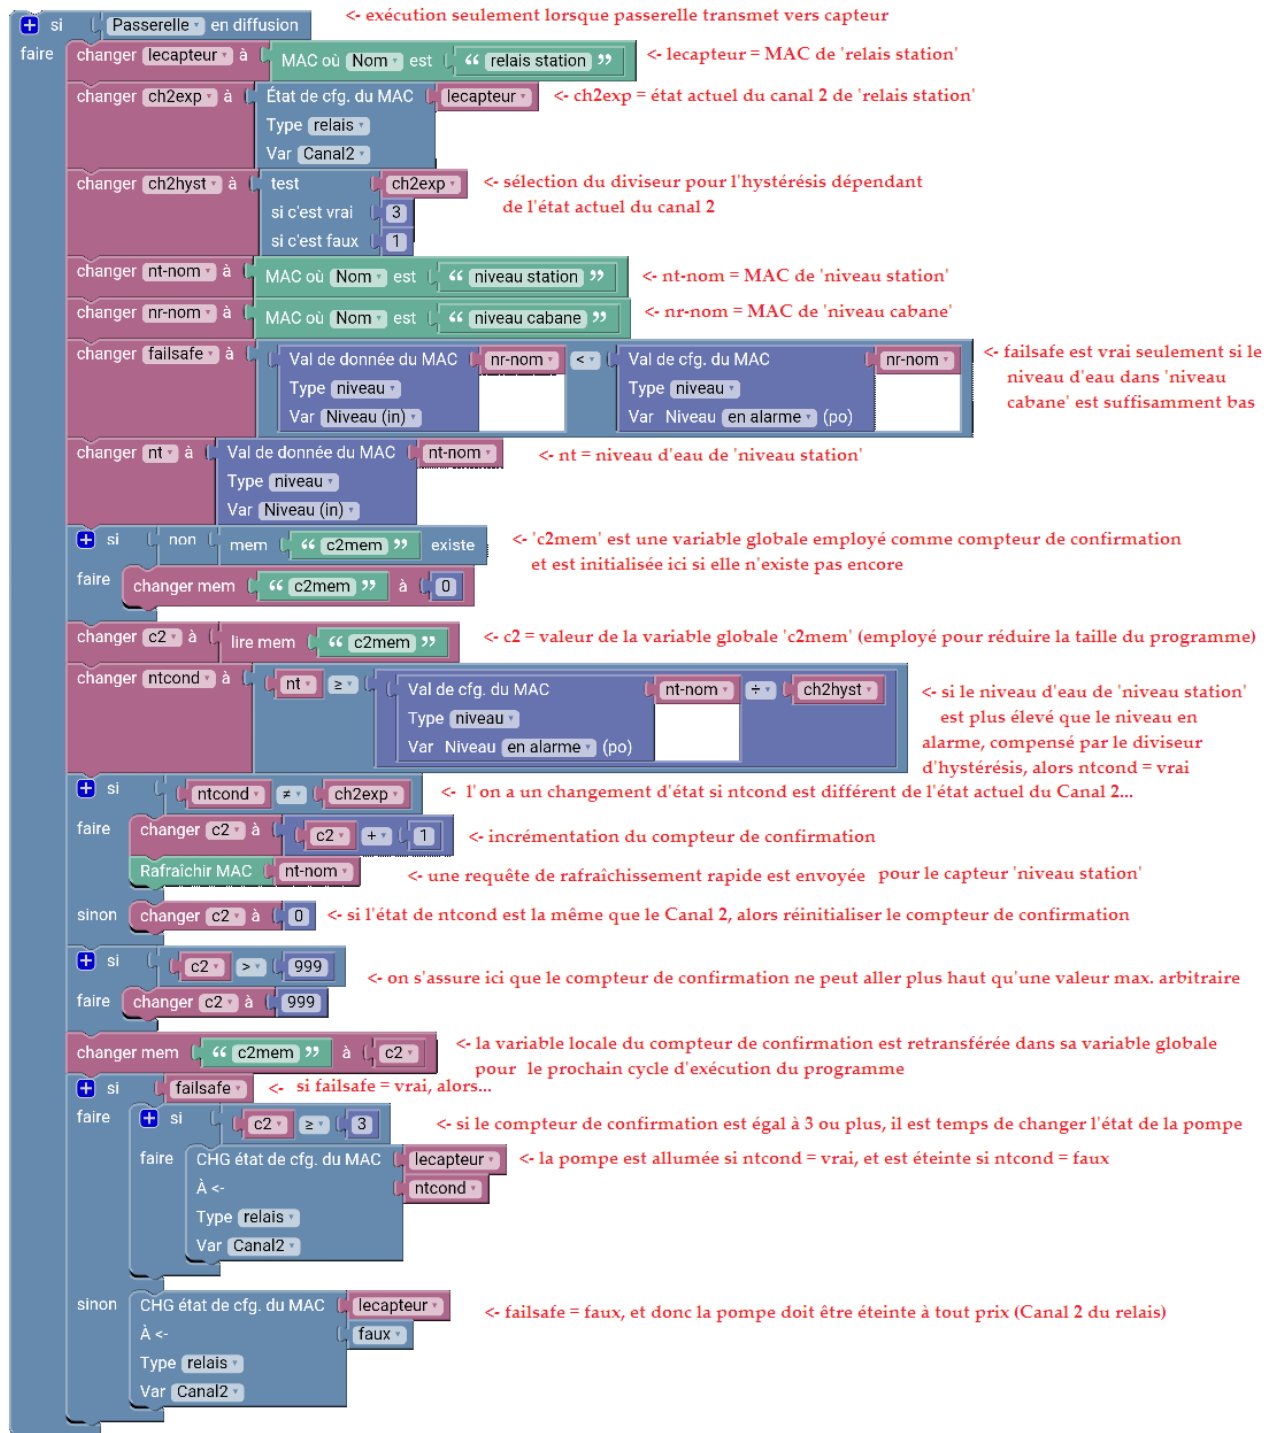 si Passerelle en diffusion <- exécution seulement lorsque passerelle transmet vers capteur
faire changer lecapteur à MAC où Nom est “ relais station ” <- lecapteur = MAC de 'relais station'
changer ch2exp à État de cfg. du MAC lecapteur <- ch2exp = état actuel du canal 2 de 'relais station'
Type relais
Var Canal2
changer ch2hyst à test ch2exp <- sélection du diviseur pour l'hystérésis dépendant
si c'est vrai 3 de l'état actuel du canal 2
si c'est faux 1
changer nt-nom à MAC où Nom est “ niveau station ” <- nt-nom = MAC de 'niveau station'
changer nr-nom à MAC où Nom est “ niveau cabane ” <- nr-nom = MAC de 'niveau cabane'
changer failsafe à Val de donnée du MAC nr-nom < Val de cfg. du MAC nr-nom <- failsafe est vrai seulement si le
Type niveau Type niveau niveau d'eau dans 'niveau
Var Niveau (in) Var Niveau en alarme (po) cabane' est suffisamment bas
changer nt à Val de donnée du MAC nt-nom <- nt = niveau d'eau de 'niveau station'
Type niveau
Var Niveau (in)
si non mem “ c2mem ” existe <- 'c2mem' est une variable globale employé comme compteur de confirmation
et est initialisée ici si elle n'existe pas encore
faire changer mem “ c2mem ” à 0
changer c2 à lire mem “ c2mem ” <- c2 = valeur de la variable globale 'c2mem' (employé pour réduire la taille du programme)
changer ntcond à nt ≥ Val de cfg. du MAC nt-nom ÷ ch2hyst <- si le niveau d'eau de 'niveau station'
Type niveau est plus élevé que le niveau en
Var Niveau en alarme (po) alarme, compensé par le diviseur
d'hystérésis, alors ntcond = vrai
si ntcond ≠ ch2exp <- l'on a un changement d'état si ntcond est différent de l'état actuel du Canal 2...
faire changer c2 à c2 + 1 <- incrémentation du compteur de confirmation
Rafraîchir MAC nt-nom <- une requête de rafraîchissement rapide est envoyée pour le capteur 'niveau station'
sinon changer c2 à 0 <- si l'état de ntcond est la même que le Canal 2, alors réinitialiser le compteur de confirmation
si c2 > 999 <- on s'assure ici que le compteur de confirmation ne peut aller plus haut qu'une valeur max. arbitraire
faire changer c2 à 999
changer mem “ c2mem ” à c2 <- la variable locale du compteur de confirmation est retransférée dans sa variable globale
pour le prochain cycle d'exécution du programme
si failsafe <- si failsafe = vrai, alors...
faire si c2 ≥ 3 <- si le compteur de confirmation est égal à 3 ou plus, il est temps de changer l'état de la pompe
faire CHG état de cfg. du MAC lecapteur <- la pompe est allumée si ntcond = vrai, et est éteinte si ntcond = faux
À <- ntcond
Type relais
Var Canal2
sinon CHG état de cfg. du MAC lecapteur <- failsafe = faux, et donc la pompe doit être éteinte à tout prix (Canal 2 du relais)
À <- faux
Type relais
Var Canal2